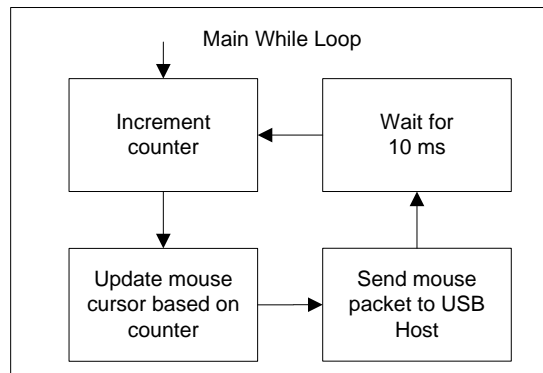 Main While Loop
Increment
counter
Wait for
10 ms
Update mouse
cursor based on
counter
Send mouse
packet to USB
Host